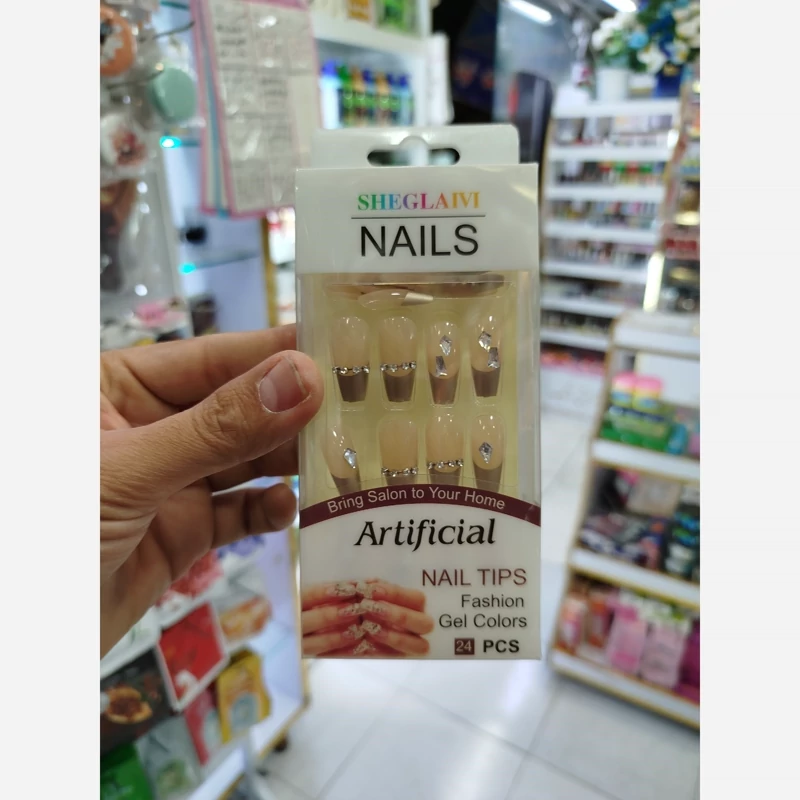 SHEGLAIVI
NAILS
Bring Salon to Your Home
Artificial
NAIL TIPS
Fashion
Gel Colors
24 PCS